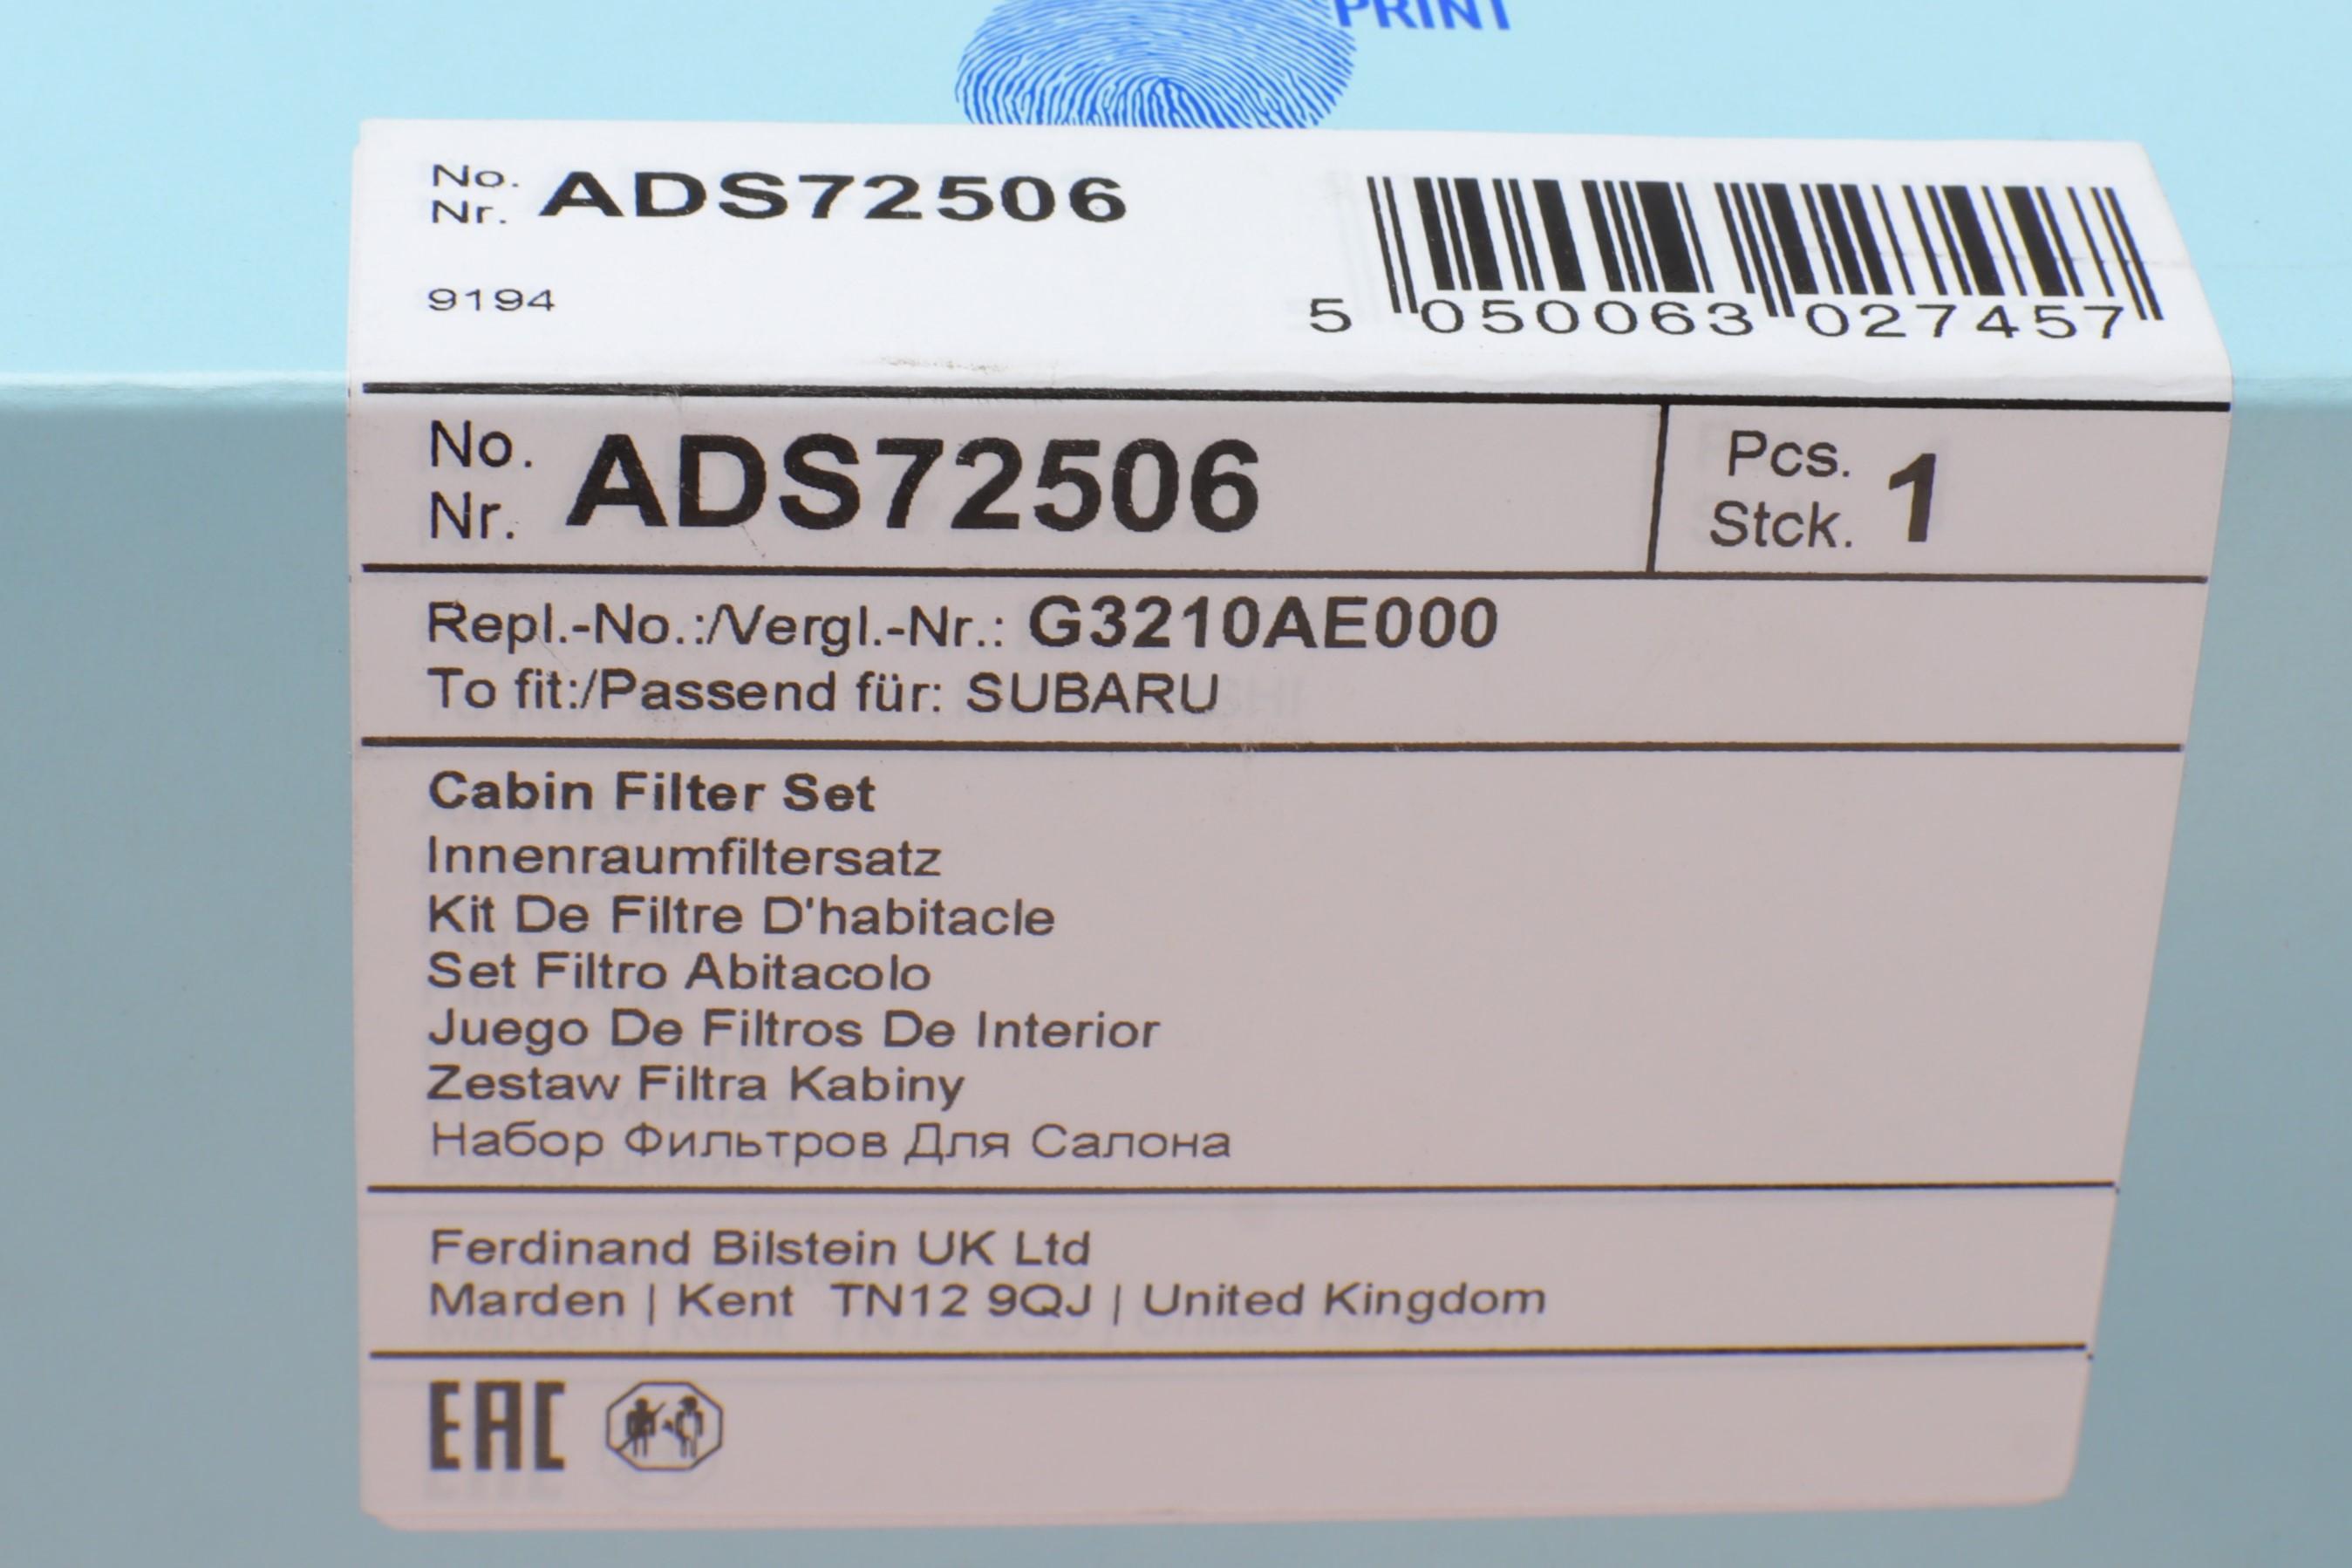 PRINT
No.
Nr. ADS72506
9194
5 050063 027457
No.
Nr. ADS72506
Pcs.
Stck. 1
Repl.-No.:/Vergl.-Nr.: G3210AE000
To fit:/Passend für: SUBARU
Cabin Filter Set
Innenraumfiltersatz
Kit De Filtre D'habitacle
Set Filtro Abitacolo
Juego De Filtros De Interior
Zestaw Filtra Kabiny
Набор Фильтров Для Салона
Ferdinand Bilstein UK Ltd
Marden | Kent TN12 9QJ | United Kingdom
EAC